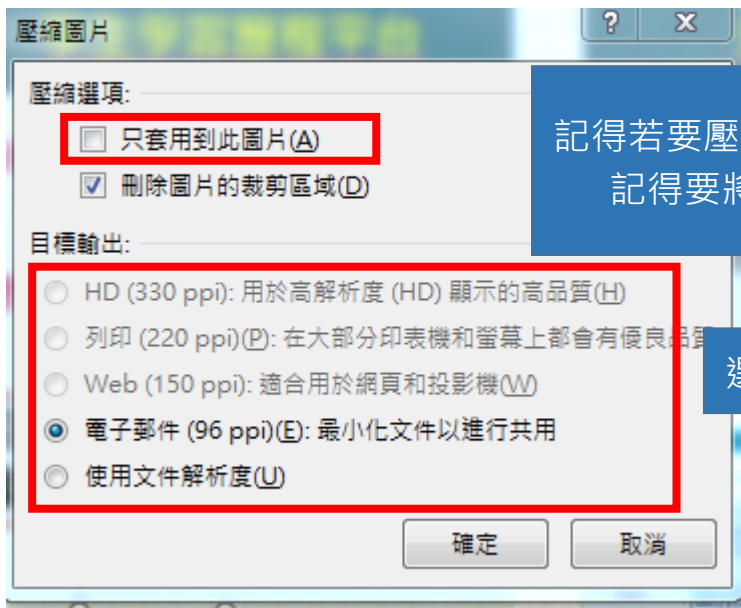 壓縮圖片
壓縮選項:
只套用到此圖片(A)
刪除圖片的裁剪區域(D)
記得若要壓
記得要將
目標輸出:
HD (330 ppi): 用於高解析度 (HD) 顯示的高品質(H)
列印 (220 ppi)(P): 在大部分印表機和螢幕上都會有優良品質
Web (150 ppi): 適合用於網頁和投影機(W)
選
電子郵件 (96 ppi)(E): 最小化文件以進行共用
使用文件解析度(U)
確定
取消